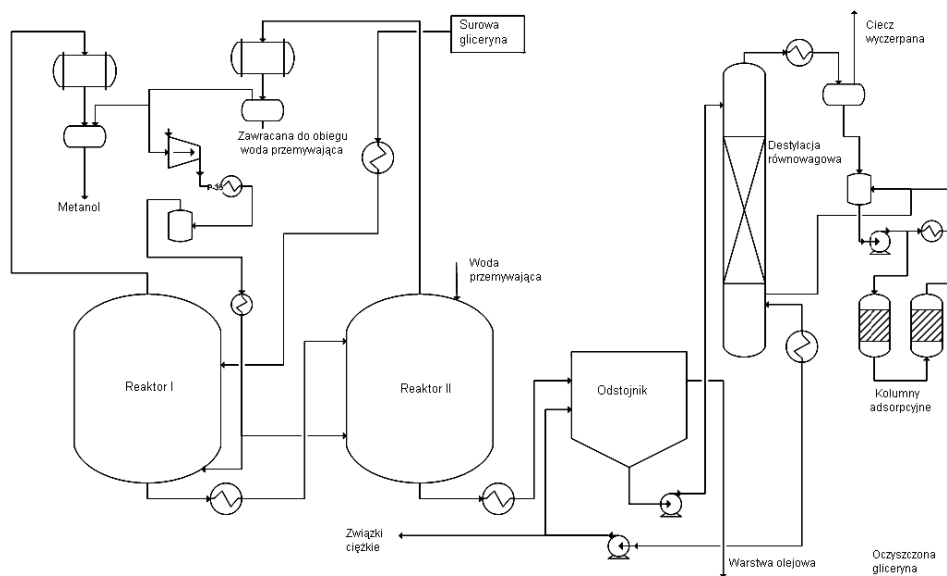 Surowa
gliceryna
Ciecz
wyczerpana
Zawracana do obiegu
woda przemywająca
Destylacja
równowagowa
P-35
Metanol
Woda
przemywająca
Reaktor I
Reaktor II
Odstojnik
Kolumny
adsorpcyjne
Związki
ciężkie
Warstwa olejowa
Oczyszczona
gliceryna